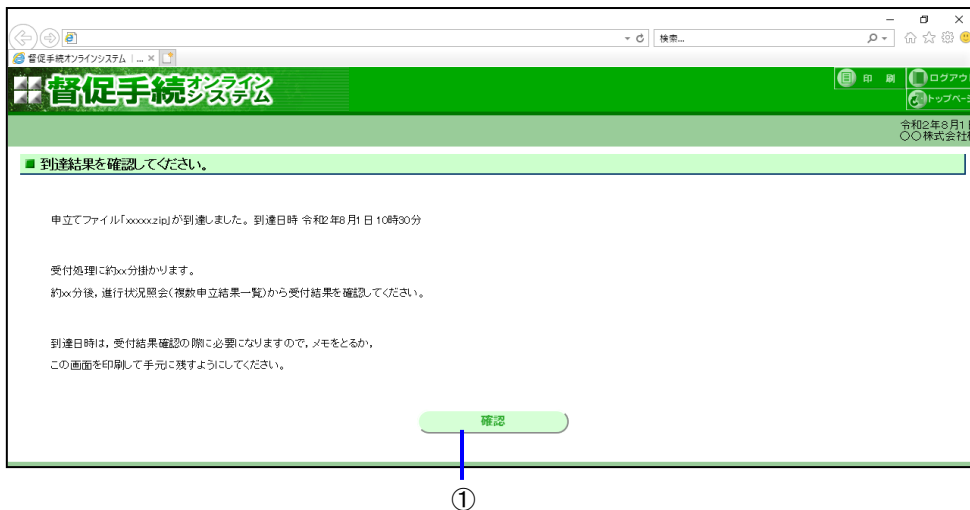 検索...
督促手続オンラインシステム | ... ×
督促手続オンラインシステム
印 刷
ログアウト
トップペー
令和2年8月1
○○株式会社
到達結果を確認してください。
申立てファイル「xxxxx.zip」が到達しました。到達日時 令和2年8月1日10時30分
受付処理に約xx分掛かります。
約xx分後，進行状況照会（複数申立結果一覧）から受付結果を確認してください。
到達日時は，受付結果確認の際に必要になりますので，メモをとるか，
この画面を印刷して手元に残すようにしてください。
確認
①